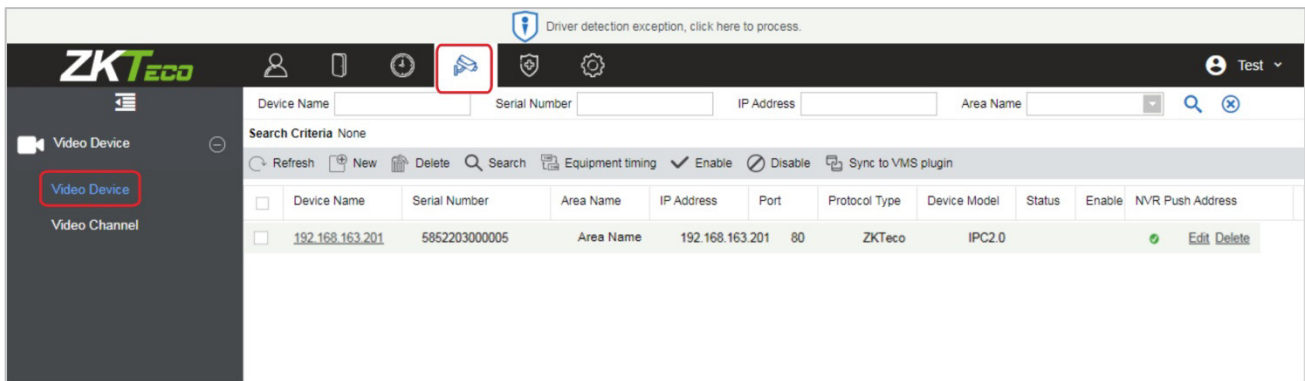 Driver detection exception, click here to process.
ZKTECO
Test
Device Name Serial Number IP Address Area Name
Search Criteria None
Video Device
Refresh New Delete Search Equipment timing Enable Disable Sync to VMS plugin
Video Device
Device Name Serial Number Area Name IP Address Port Protocol Type Device Model Status Enable NVR Push Address
Video Channel
192.168.163.201 5852203000005 Area Name 192.168.163.201 80 ZKTeco IPC2.0 Edit Delete